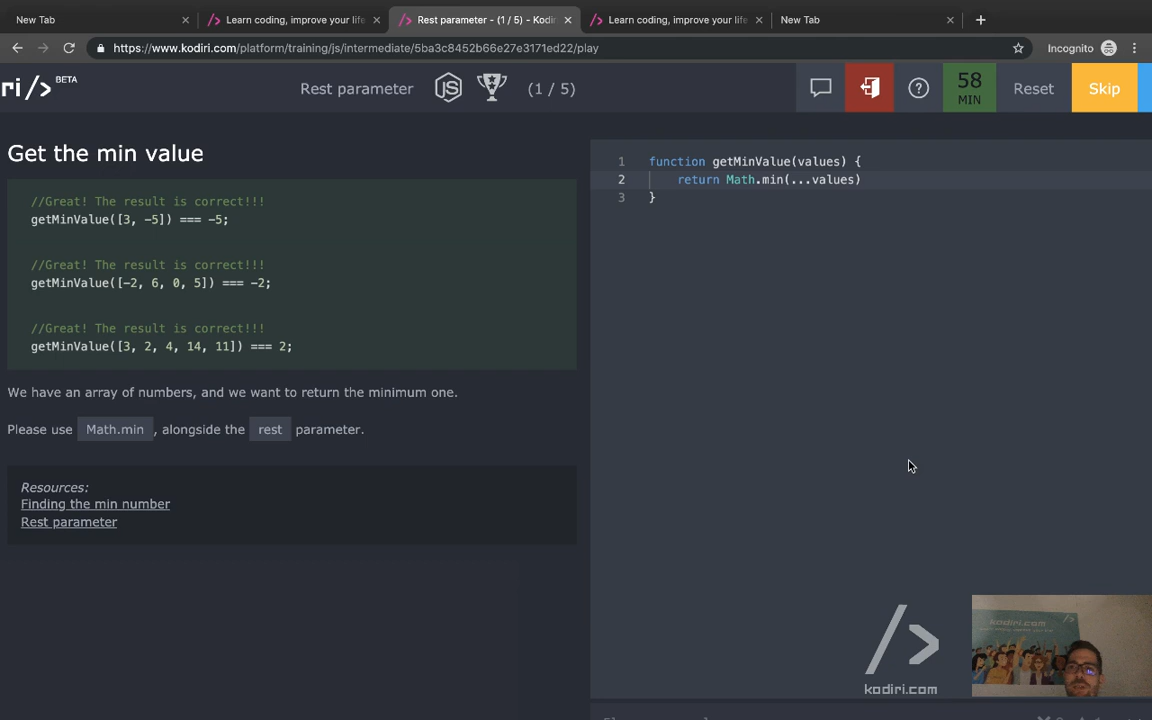 New Tab
Learn coding, improve your life
Rest parameter - (1 / 5) - Kodi
Learn coding, improve your life
New Tab
https://www.kodiri.com/platform/training/js/intermediate/5ba3c8452b66e27e3171ed22/play
Incognito
ri/> BETA
Rest parameter
JS
(1 / 5)
58
MIN
Reset
Skip
Get the min value
//Great! The result is correct!!!
getMinValue([3, -5]) === -5;
//Great! The result is correct!!!
getMinValue([-2, 6, 0, 5]) === -2;
//Great! The result is correct!!!
getMinValue([3, 2, 4, 14, 11]) === 2;
We have an array of numbers, and we want to return the minimum one.
Please use Math.min , alongside the rest parameter.
Resources:
Finding the min number
Rest parameter
1 function getMinValue(values) {
2 return Math.min(...values)
3 }
/>
kodiri.com
kodiri.com